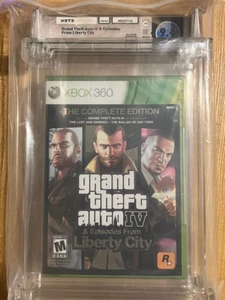 Grand Theft Auto IV & Episodes
From Liberty City
XBOX 360
THE COMPLETE EDITION
GRAND THEFT AUTO IV
THE LOST AND DAMNED • THE BALLAD OF GAY TONY
grand
theft
auto IV
& Episodes From
Liberty City
M
R